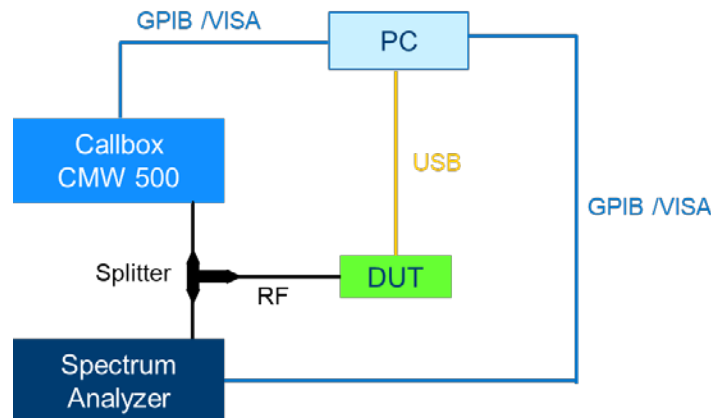 GPIB /VISA
PC
Callbox
CMW 500
USB
GPIB /VISA
Splitter
RF
DUT
Spectrum
Analyzer